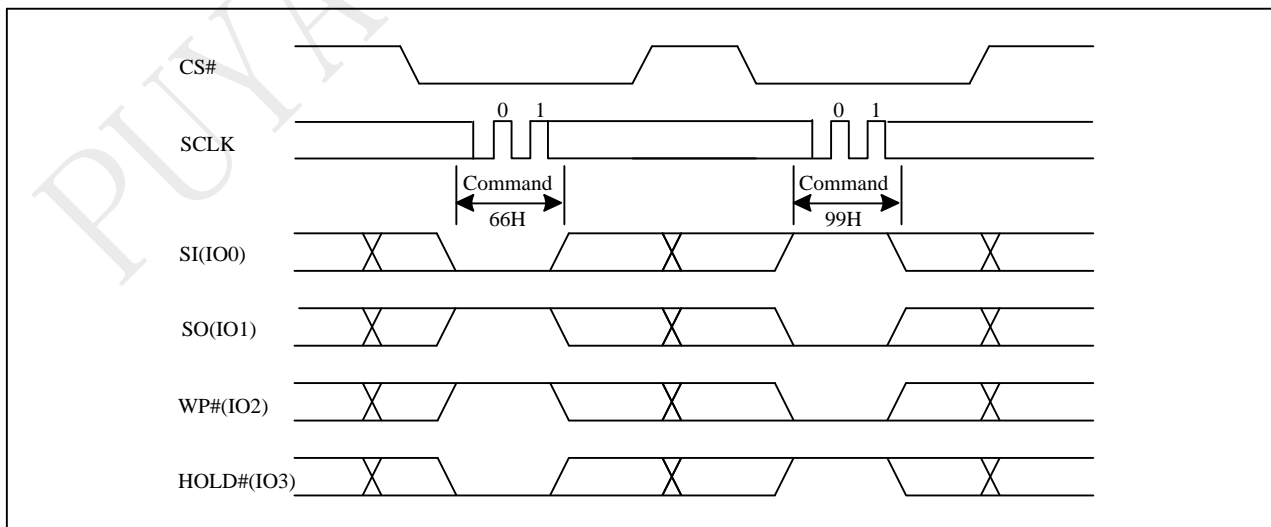 PUYA
CS#
0 1 0 1
SCLK
Command Command
66H 99H
SI(IO0)
SO(IO1)
WP#(IO2)
HOLD#(IO3)